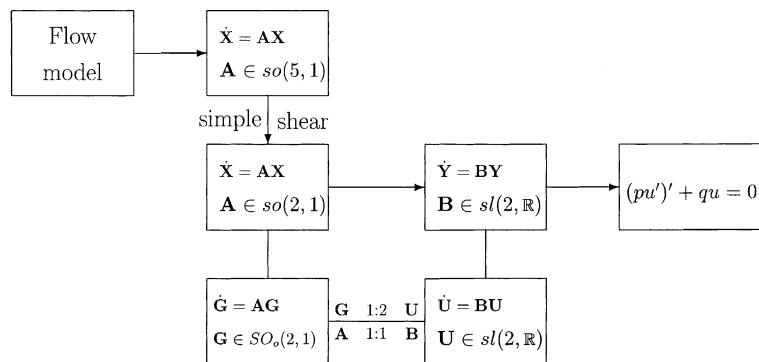 Flow
model
Ẋ = AX
A ∈ so(5, 1)
simple shear
Ẋ = AX
A ∈ so(2, 1)
Ẏ = BY
B ∈ sl(2, ℝ)
(pu′)′ + qu = 0
Ġ = AG
G ∈ SOₒ(2, 1)
G 1:2 U
A 1:1 B
U̇ = BU
U ∈ sl(2, ℝ)